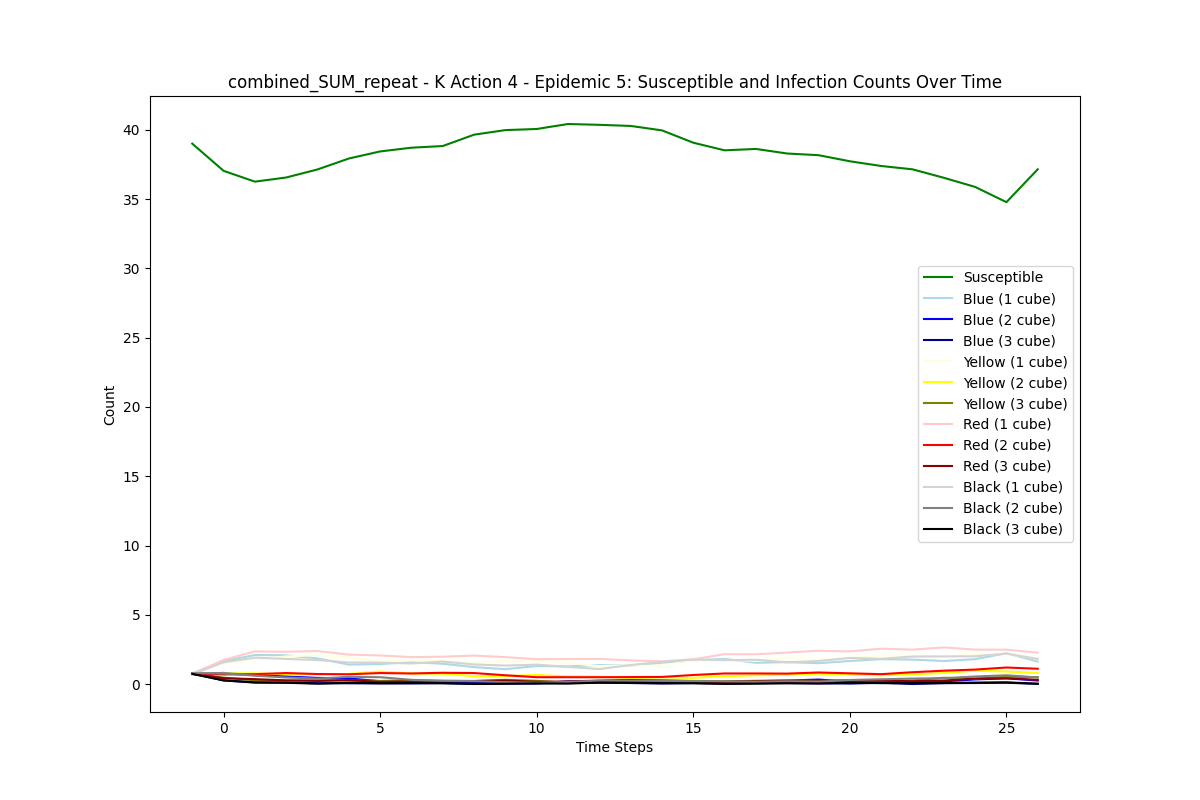 combined_SUM_repeat - K Action 4 - Epidemic 5: Susceptible and Infection Counts Over Time
40
35
30
25
20
15
10
5
0
Count
Susceptible
Blue (1 cube)
Blue (2 cube)
Blue (3 cube)
Yellow (1 cube)
Yellow (2 cube)
Yellow (3 cube)
Red (1 cube)
Red (2 cube)
Red (3 cube)
Black (1 cube)
Black (2 cube)
Black (3 cube)
0 5 10 15 20 25
Time Steps